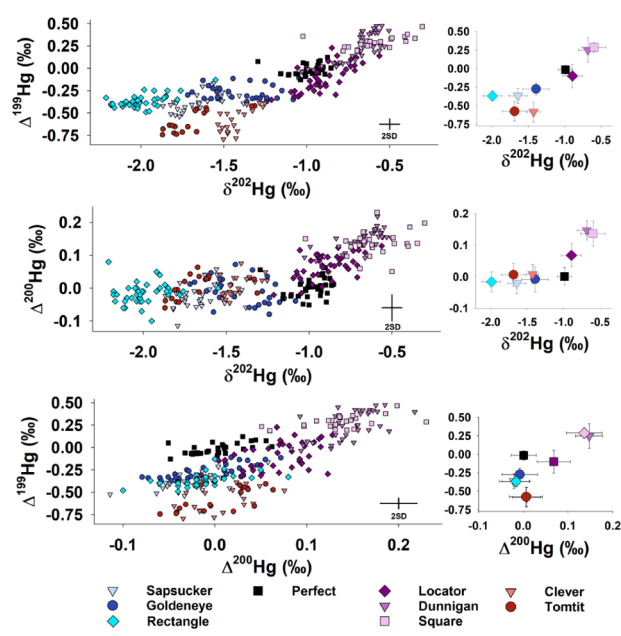 0.50
0.25
0.00
-0.25
-0.50
-0.75
Δ199Hg (‰)
-2.0 -1.5 -1.0 -0.5
δ202Hg (‰)
2SD
0.50
0.25
0.00
-0.25
-0.50
-0.75
-2.0 -1.5 -1.0 -0.5
δ202Hg (‰)
0.2
0.1
0.0
-0.1
Δ200Hg (‰)
-2.0 -1.5 -1.0 -0.5
δ202Hg (‰)
2SD
0.2
0.1
0.0
-0.1
-2.0 -1.5 -1.0 -0.5
δ202Hg (‰)
0.50
0.25
0.00
-0.25
-0.50
-0.75
Δ199Hg (‰)
-0.1 0.0 0.1 0.2
Δ200Hg (‰)
2SD
0.50
0.25
0.00
-0.25
-0.50
-0.75
-0.1 0.0 0.1 0.2
Δ200Hg (‰)
Sapsucker Perfect Locator Clever
Goldeneye Dunnigan Tomtit
Rectangle Square